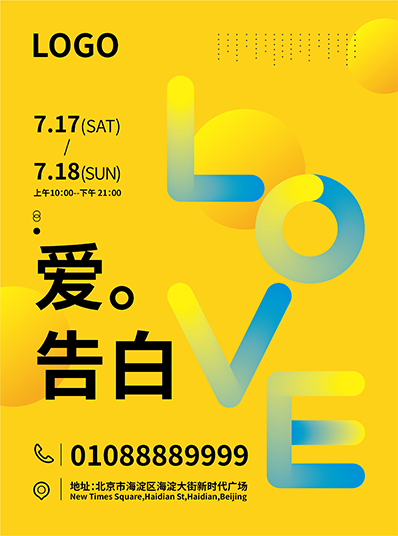 LOGO
7.17(SAT)
/
7.18(SUN)
上午10:00--下午 21:00
LOVE
爱。
告白
01088889999
地址:北京市海淀区海淀大街新时代广场
New Times Square,Haidian St,Haidian,Beijing